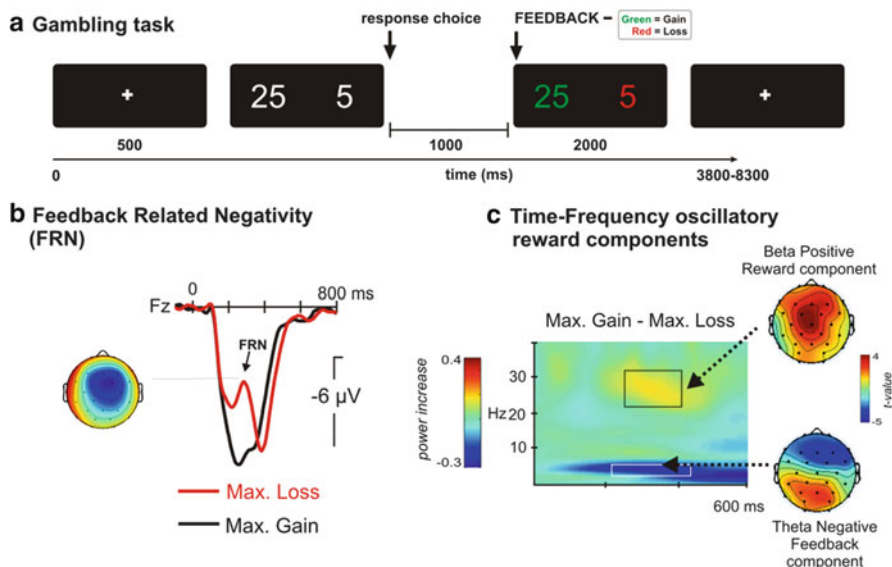 a Gambling task
response choice
FEEDBACK –
Green = Gain
Red = Loss
+
25 5
25 5
+
500
1000
2000
0
time (ms)
3800-8300
b Feedback Related Negativity
(FRN)
0
800 ms
Fz
FRN
-6 µV
Max. Loss
Max. Gain
c Time-Frequency oscillatory
reward components
Beta Positive
Reward component
Max. Gain - Max. Loss
0.4
power increase
-0.3
30
Hz
20
10
600 ms
4
t-value
-5
Theta Negative
Feedback
component